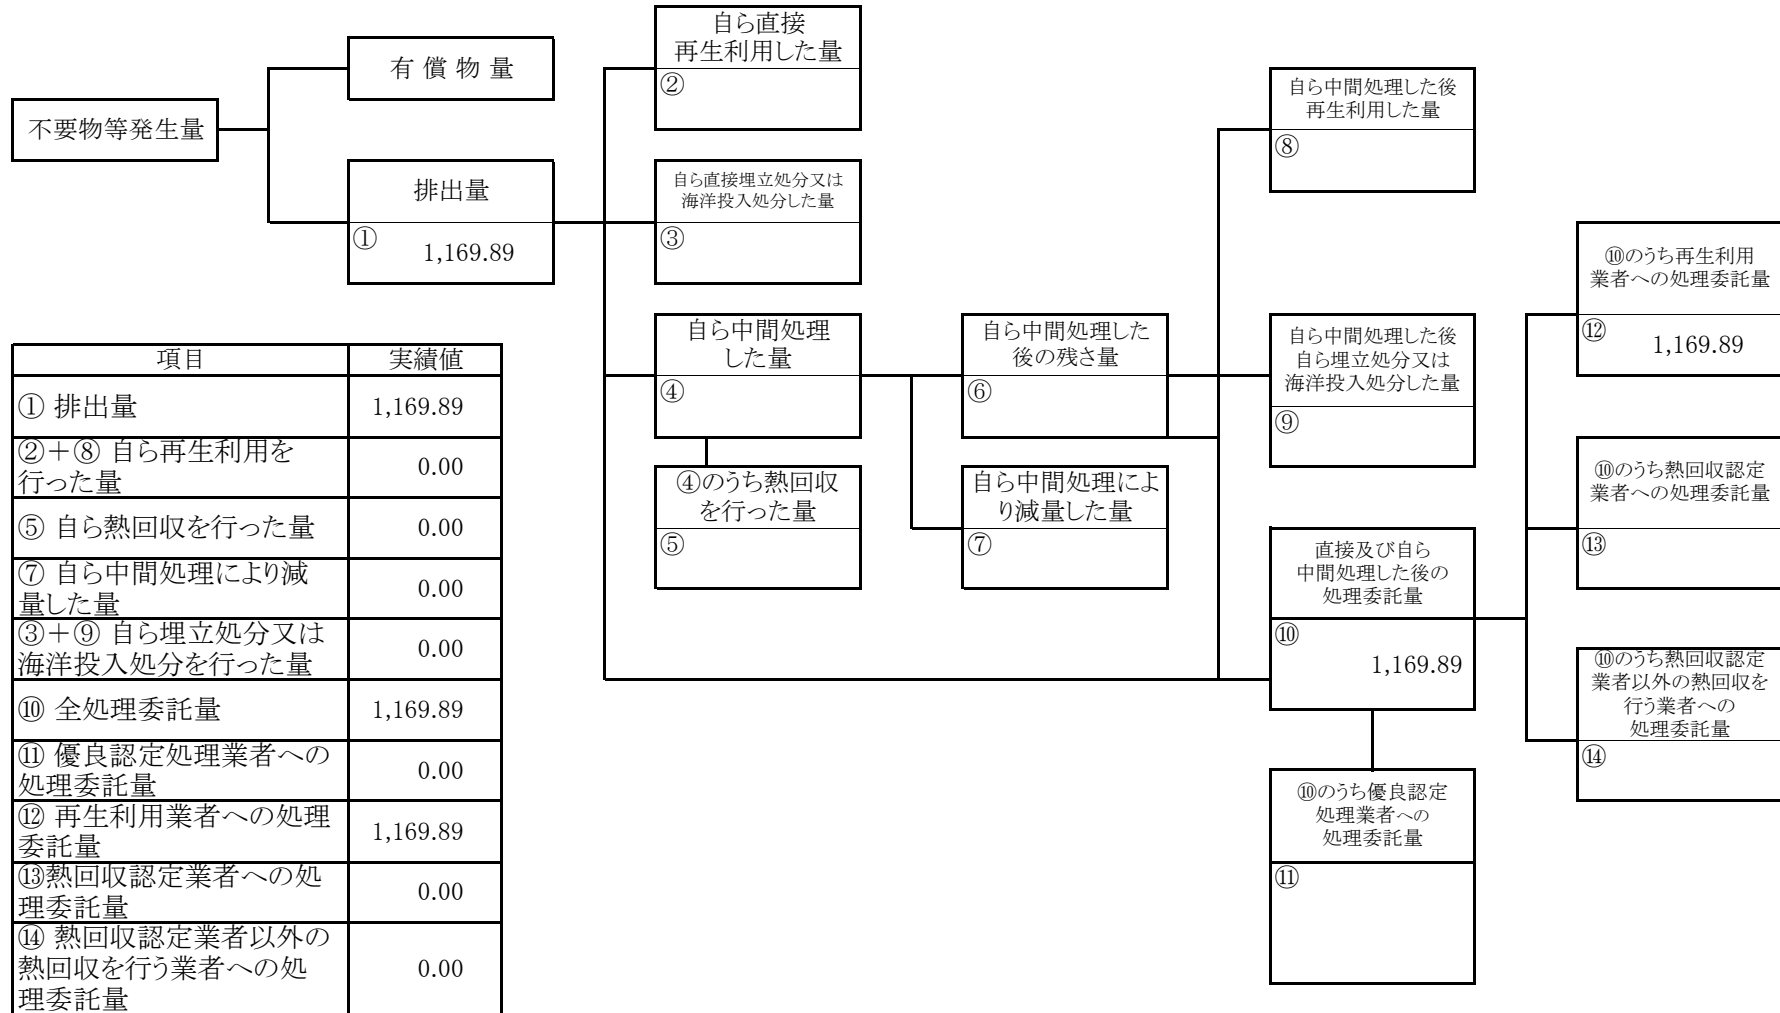 自ら直接
再生利用した量
②
有 償 物 量
不要物等発生量
排出量
① 1,169.89
自ら直接埋立処分又は
海洋投入処分した量
③
自ら中間処理
した量
④
④のうち熱回収
を行った量
⑤
自ら中間処理した
後の残さ量
⑥
自ら中間処理によ
り減量した量
⑦
自ら中間処理した後
再生利用した量
⑧
自ら中間処理した後
自ら埋立処分又は
海洋投入処分した量
⑨
直接及び自ら
中間処理した後の
処理委託量
⑩
1,169.89
⑩のうち優良認定
処理業者への
処理委託量
⑪
⑩のうち再生利用
業者への処理委託量
⑫ 1,169.89
⑩のうち熱回収認定
業者への処理委託量
⑬
⑩のうち熱回収認定
業者以外の熱回収を
行う業者への
処理委託量
⑭
項目 実績値
① 排出量 1,169.89
②＋⑧ 自ら再生利用を
行った量 0.00
⑤ 自ら熱回収を行った量 0.00
⑦ 自ら中間処理により減
量した量 0.00
③＋⑨ 自ら埋立処分又は
海洋投入処分を行った量 0.00
⑩ 全処理委託量 1,169.89
⑪ 優良認定処理業者への
処理委託量 0.00
⑫ 再生利用業者への処理
委託量 1,169.89
⑬熱回収認定業者への処
理委託量 0.00
⑭ 熱回収認定業者以外の
熱回収を行う業者への処
理委託量 0.00